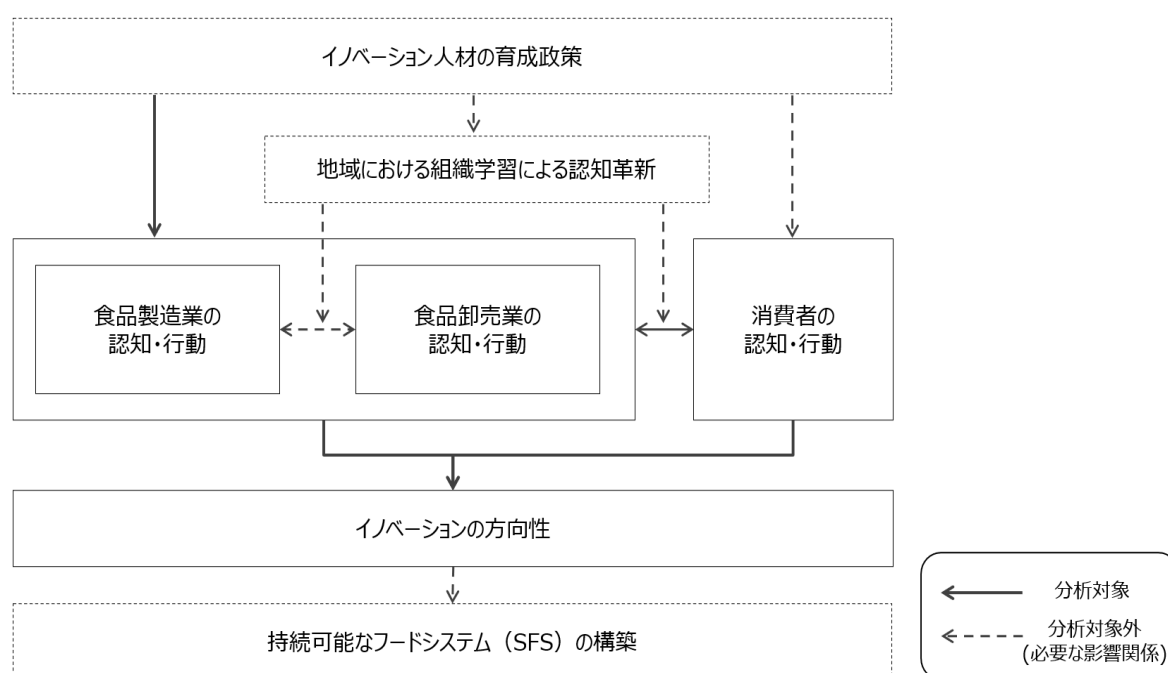 イノベーション人材の育成政策
地域における組織学習による認知革新
食品製造業の
認知・行動
食品卸売業の
認知・行動
消費者の
認知・行動
イノベーションの方向性
持続可能なフードシステム（SFS）の構築
分析対象
分析対象外
(必要な影響関係)